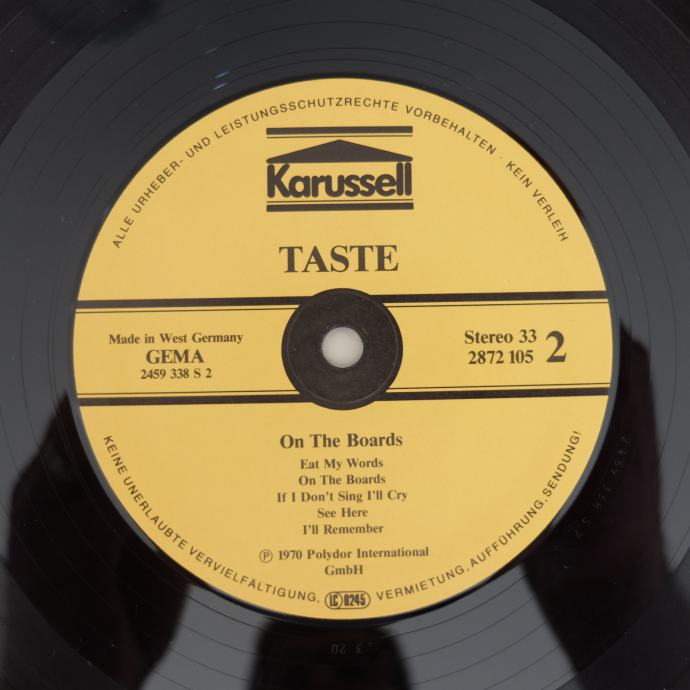 ALLE URHEBER- UND LEISTUNGSSCHUTZRECHTE VORBEHALTEN · KEIN VERLEIH
Karussell
TASTE
Made in West Germany
GEMA
2459 338 S 2
Stereo 33
2872 105
2
On The Boards
Eat My Words
On The Boards
If I Don't Sing I'll Cry
See Here
I'll Remember
Ⓟ 1970 Polydor International
GmbH
KEINE UNERLAUBTE VERVIELFÄLTIGUNG, VERMIETUNG, AUFFÜHRUNG, SENDUNG!
LC 0245